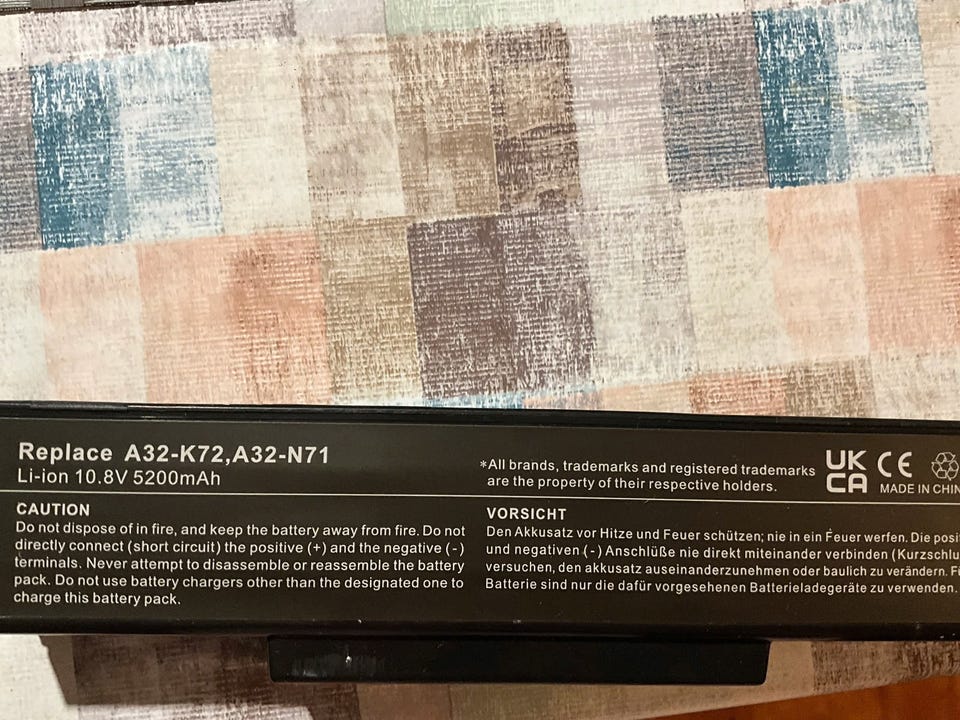 Replace A32-K72,A32-N71
Li-ion 10.8V 5200mAh
*All brands, trademarks and registered trademarks
are the property of their respective holders.
UK
CA
CE
MADE IN CHIN
CAUTION
Do not dispose of in fire, and keep the battery away from fire. Do not
directly connect (short circuit) the positive (+) and the negative (-)
terminals. Never attempt to disassemble or reassemble the battery
pack. Do not use battery chargers other than the designated one to
charge this battery pack.
VORSICHT
Den Akkusatz vor Hitze und Feuer schützen; nie in ein Feuer werfen. Die posit
und negativen (-) Anschlüße nie direkt miteinander verbinden (Kurzschlu
versuchen, den akkusatz auseinanderzunehmen oder baulich zu verändern. Fü
Batterie sind nur die dafür vorgesehenen Batterieladegeräte zu verwenden.